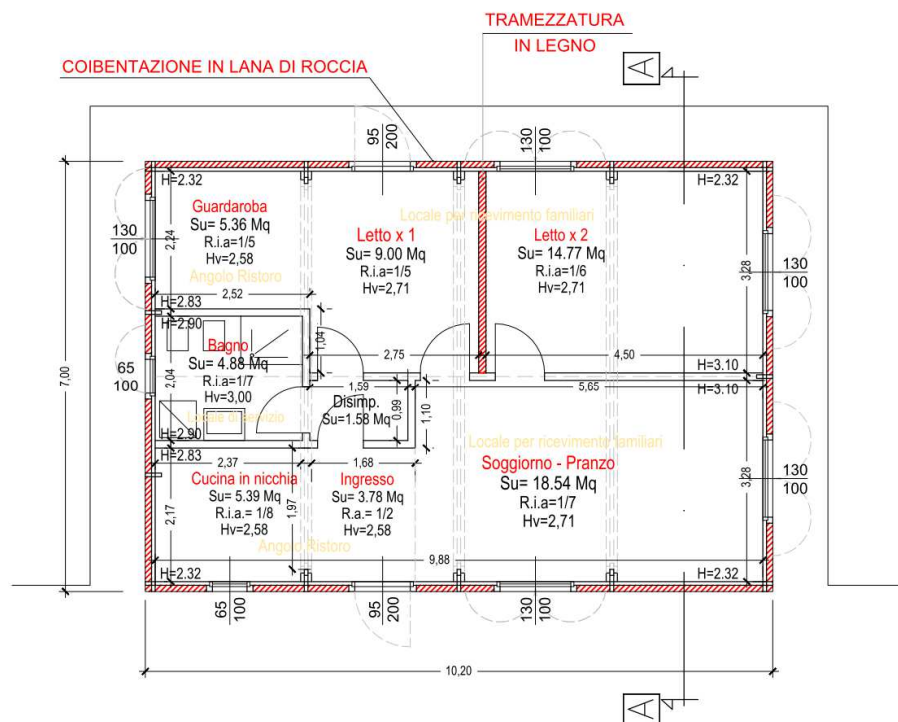 TRAMEZZATURA
IN LEGNO
A
COIBENTAZIONE IN LANA DI ROCCIA
95
200
130
100
H=2.32
H=2.32
Guardaroba
Su= 5.36 Mq
R.i.a=1/5
Hv=2,58
Angolo Ristoro
2,24
130
100
2,52
H=2.83
Locale per ricevimento familiari
Letto x 1
Su= 9.00 Mq
R.i.a=1/5
Hv=2,71
Letto x 2
Su= 14.77 Mq
R.i.a=1/6
Hv=2,71
3,28
130
100
H=2.90
Bagno
Su= 4.88 Mq
R.i.a=1/7
Hv=3,00
Locale di servizio
2,04
65
100
H=2.90
1,04
2,75
4,50
H=3.10
H=3.10
1,59
5,65
Disimp.
Su=1.58 Mq
0,99
1,10
7,00
H=2.83
2,37
1,68
Cucina in nicchia
Su= 5.39 Mq
R.i.a.= 1/8
Hv=2,58
Angolo Ristoro
2,17
1,97
Ingresso
Su= 3.78 Mq
R.a.= 1/2
Hv=2,58
Locale per ricevimento familiari
Soggiorno - Pranzo
Su= 18.54 Mq
R.i.a=1/7
Hv=2,71
3,28
130
100
9,88
H=2.32
H=2.32
65
100
95
200
130
100
10,20
A